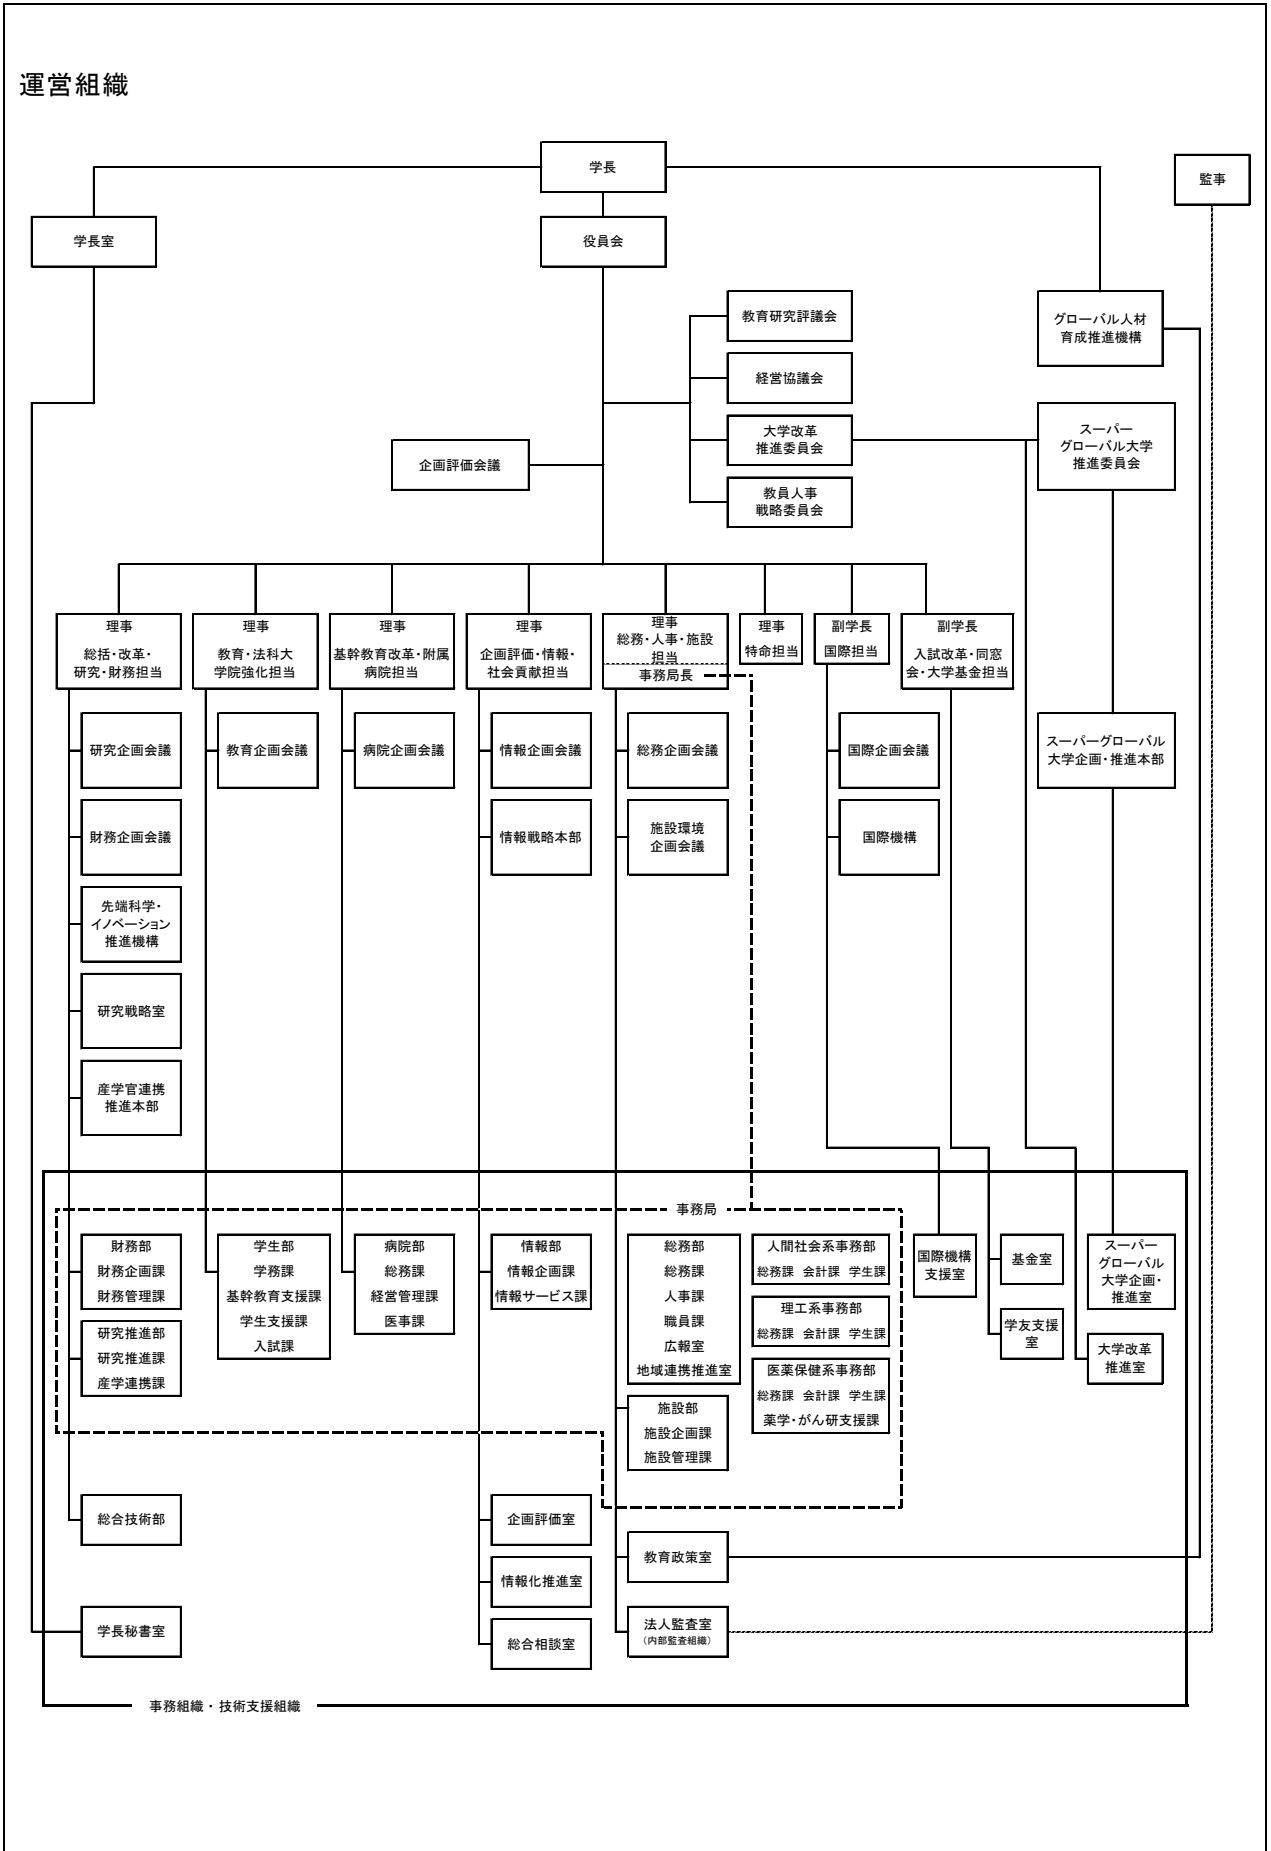 運営組織
学長
監事
学長室
役員会
教育研究評議会
グローバル人材
育成推進機構
経営協議会
大学改革
推進委員会
スーパー
グローバル大学
推進委員会
企画評価会議
教員人事
戦略委員会
理事
総括・改革・
研究・財務担当
理事
教育・法科大
学院強化担当
理事
基幹教育改革・附属
病院担当
理事
企画評価・情報・
社会貢献担当
理事
総務・人事・施設
担当
事務局長
理事
特命担当
副学長
国際担当
副学長
入試改革・同窓
会・大学基金担当
研究企画会議
教育企画会議
病院企画会議
情報企画会議
総務企画会議
国際企画会議
スーパーグローバル
大学企画・推進本部
財務企画会議
情報戦略本部
施設環境
企画会議
国際機構
先端科学・
イノベーション
推進機構
研究戦略室
産学官連携
推進本部
事務局
財務部
財務企画課
財務管理課
学生部
学務課
基幹教育支援課
学生支援課
入試課
病院部
総務課
経営管理課
医事課
情報部
情報企画課
情報サービス課
総務部
総務課
人事課
職員課
広報室
地域連携推進室
人間社会系事務部
総務課 会計課 学生課
国際機構
支援室
基金室
スーパー
グローバル
大学企画・
推進室
理工系事務部
総務課 会計課 学生課
学友支援
室
研究推進部
研究推進課
産学連携課
大学改革
推進室
医薬保健系事務部
総務課 会計課 学生課
薬学・がん研支援課
施設部
施設企画課
施設管理課
総合技術部
企画評価室
教育政策室
情報化推進室
学長秘書室
法人監査室
（内部監査組織）
総合相談室
事務組織・技術支援組織